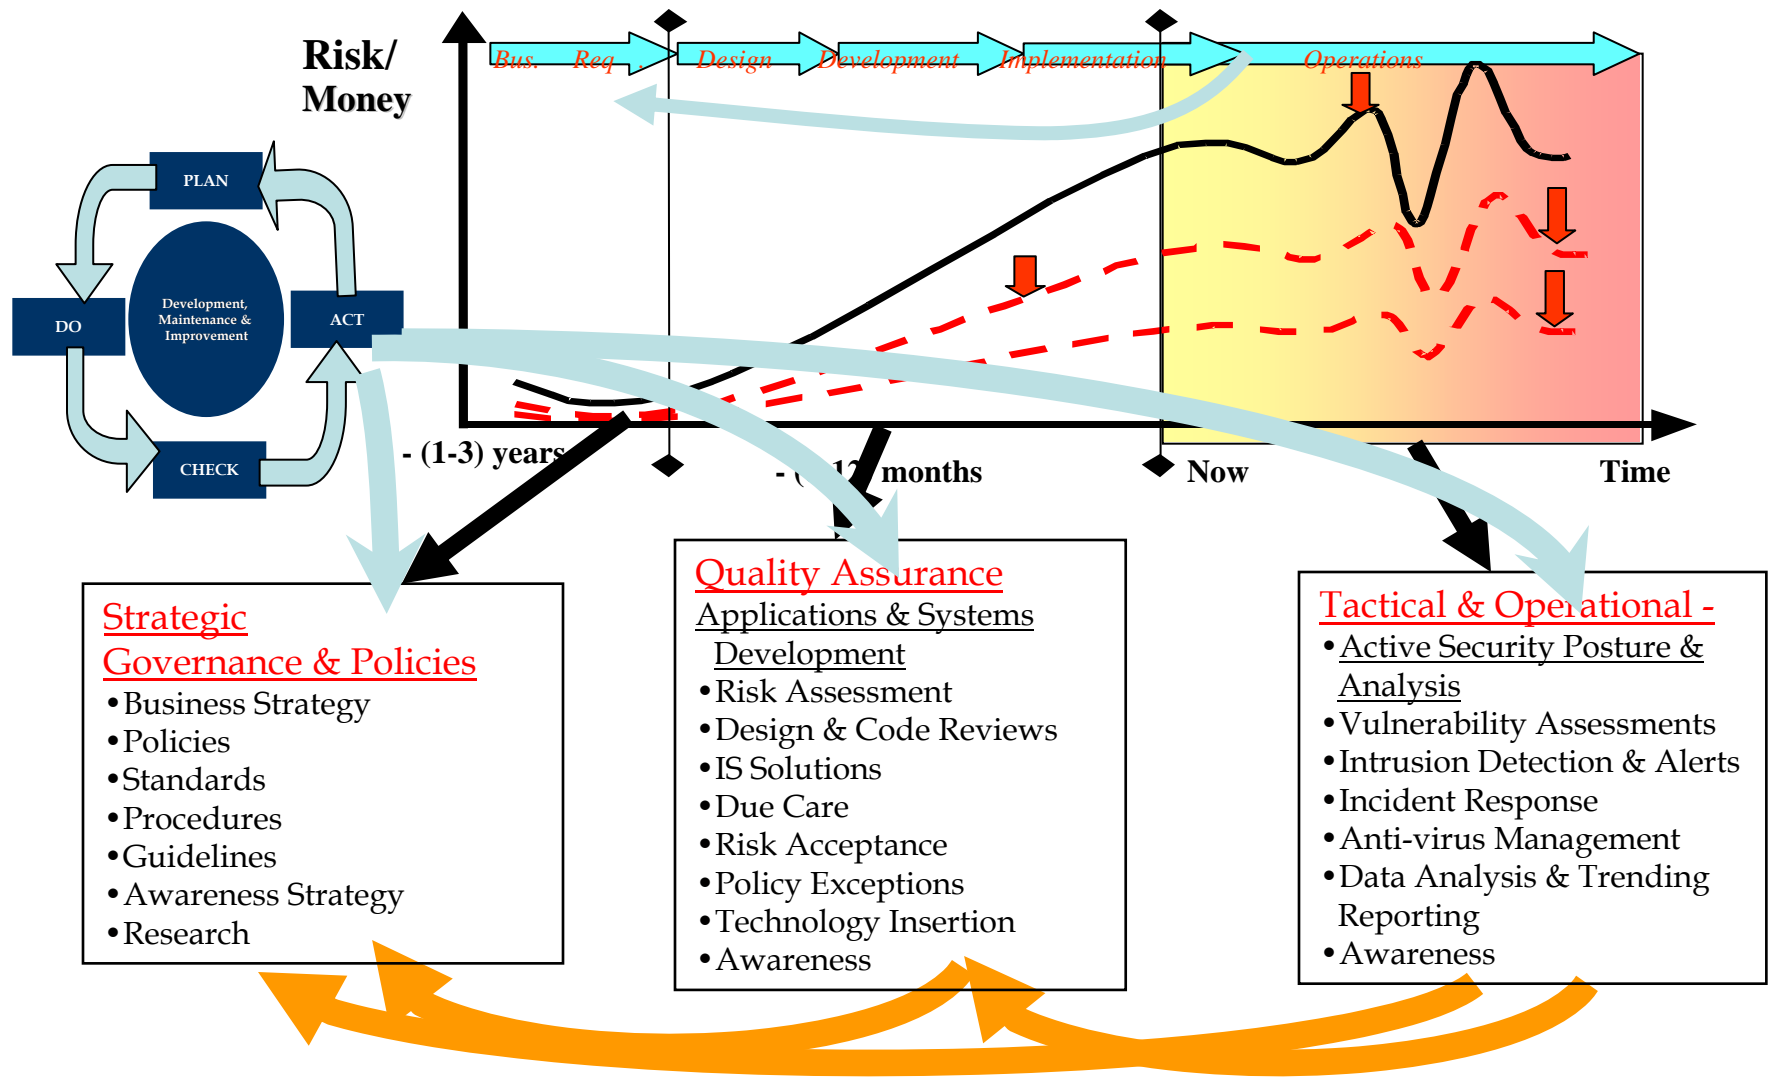 Risk/
Money
Bus. Req .
Design
Development
Implementation
Operations
PLAN
DO
Development,
Maintenance &
Improvement
ACT
CHECK
- (1-3) years
months
Now
Time
Strategic
Governance & Policies
•Business Strategy
•Policies
•Standards
•Procedures
•Guidelines
•Awareness Strategy
•Research
Quality Assurance
Applications & Systems
Development
•Risk Assessment
•Design & Code Reviews
•IS Solutions
•Due Care
•Risk Acceptance
•Policy Exceptions
•Technology Insertion
•Awareness
Tactical & Operational -
•Active Security Posture &
Analysis
•Vulnerability Assessments
•Intrusion Detection & Alerts
•Incident Response
•Anti-virus Management
•Data Analysis & Trending
Reporting
•Awareness